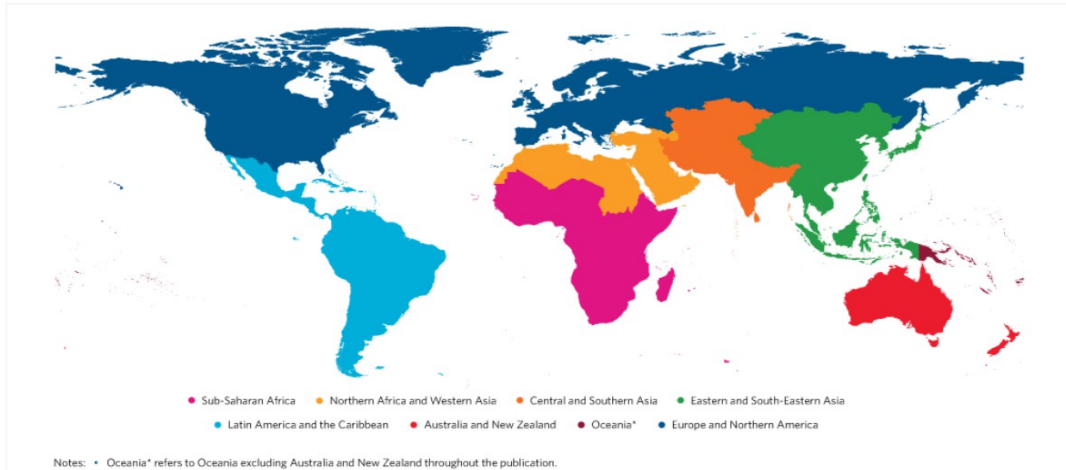 Sub-Saharan Africa Northern Africa and Western Asia Central and Southern Asia Eastern and South-Eastern Asia
Latin America and the Caribbean Australia and New Zealand Oceania* Europe and Northern America
Notes: • Oceania* refers to Oceania excluding Australia and New Zealand throughout the publication.